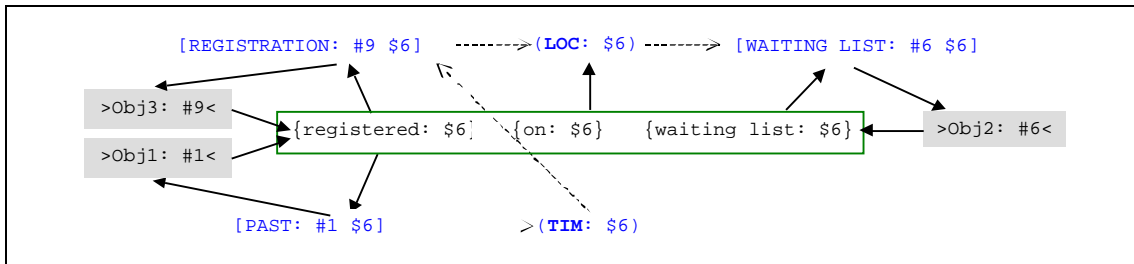 [REGISTRATION: #9 $6] (LOC: $6) [WAITING LIST: #6 $6]
>Obj3: #9<
{registered: $6] {on: $6} {waiting list: $6} >Obj2: #6<
>Obj1: #1<
[PAST: #1 $6] >(TIM: $6)